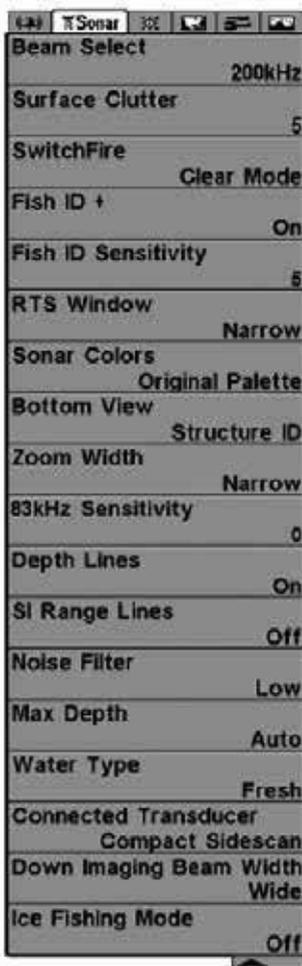 Sonar
Beam Select
200kHz
Surface Clutter
5
SwitchFire
Clear Mode
Fish ID +
On
Fish ID Sensitivity
5
RTS Window
Narrow
Sonar Colors
Original Palette
Bottom View
Structure ID
Zoom Width
Narrow
83kHz Sensitivity
0
Depth Lines
On
SI Range Lines
Off
Noise Filter
Low
Max Depth
Auto
Water Type
Fresh
Connected Transducer
Compact Sidescan
Down Imaging Beam Width
Wide
Ice Fishing Mode
Off